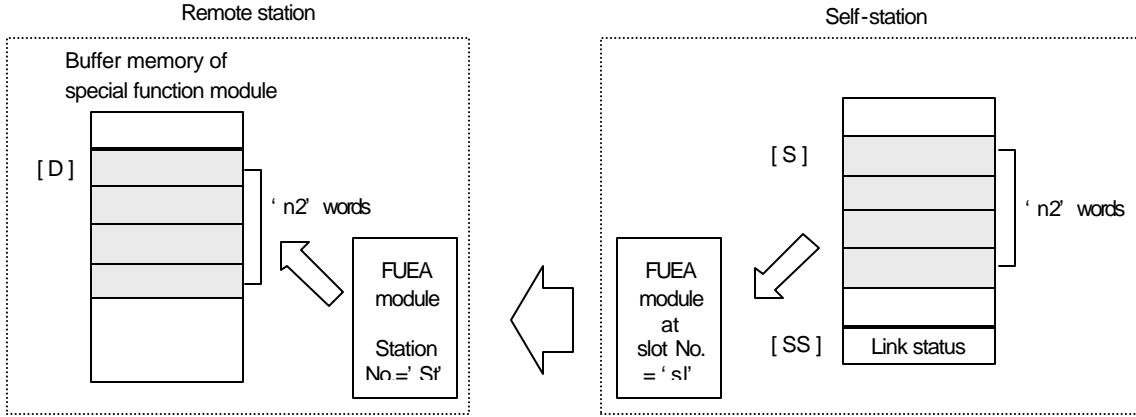 Remote station
Self-station
Buffer memory of
special function module
[ D ]
‘ n2’ words
FUEA
module
Station
No.=’ St’
[ S ]
‘ n2’ words
FUEA
module
at
slot No.
= ‘ sl’
[ SS ]
Link status